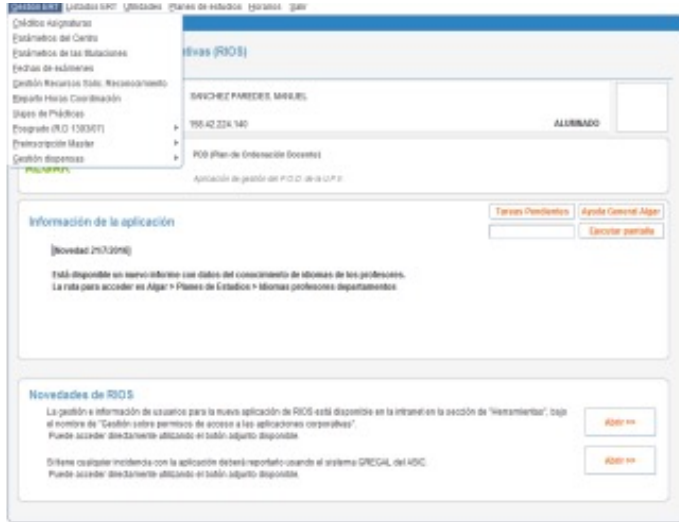 Gestión ERT Listados ERT Utilidades Planes de estudios Horarios Salir
Créditos Asignaturas
Parámetros del Centro
Parámetros de las titulaciones
Fechas de exámenes
Gestión Recursos Solic. Reconocimiento
Reparto Horas Coordinación
Grupos de Prácticas
Posgrado (R.D 1393/07)
Preinscripción Master
Gestión dispensas
ativas (RIOS)
SANCHEZ PAREDES, MANUEL
158.42.224.140
ALUMNADO
ALGAR
POD (Plan de Ordenación Docente)
Aplicación de gestión del P.O.D. de la U.P.V.
Tareas Pendientes Ayuda General Algar
Información de la aplicación
Ejecutar pantalla
[Novedad 21/7/2016]
Está disponible un nuevo informe con datos del conocimiento de idiomas de los profesores.
La ruta para acceder es Algar > Planes de Estudios > Idiomas profesores departamentos
Novedades de RIOS
La gestión e información de usuarios para la nueva aplicación de RIOS está disponible en la intranet en la sección de "Herramientas", bajo
el nombre de "Gestión sobre permisos de acceso a las aplicaciones corporativas".
Puede acceder directamente utilizando el botón adjunto disponible.
Abrir >>
Si tiene cualquier incidencia con la aplicación deberá reportarlo usando el sistema GREGAL del ASIC.
Puede acceder directamente utilizando el botón adjunto disponible.
Abrir >>